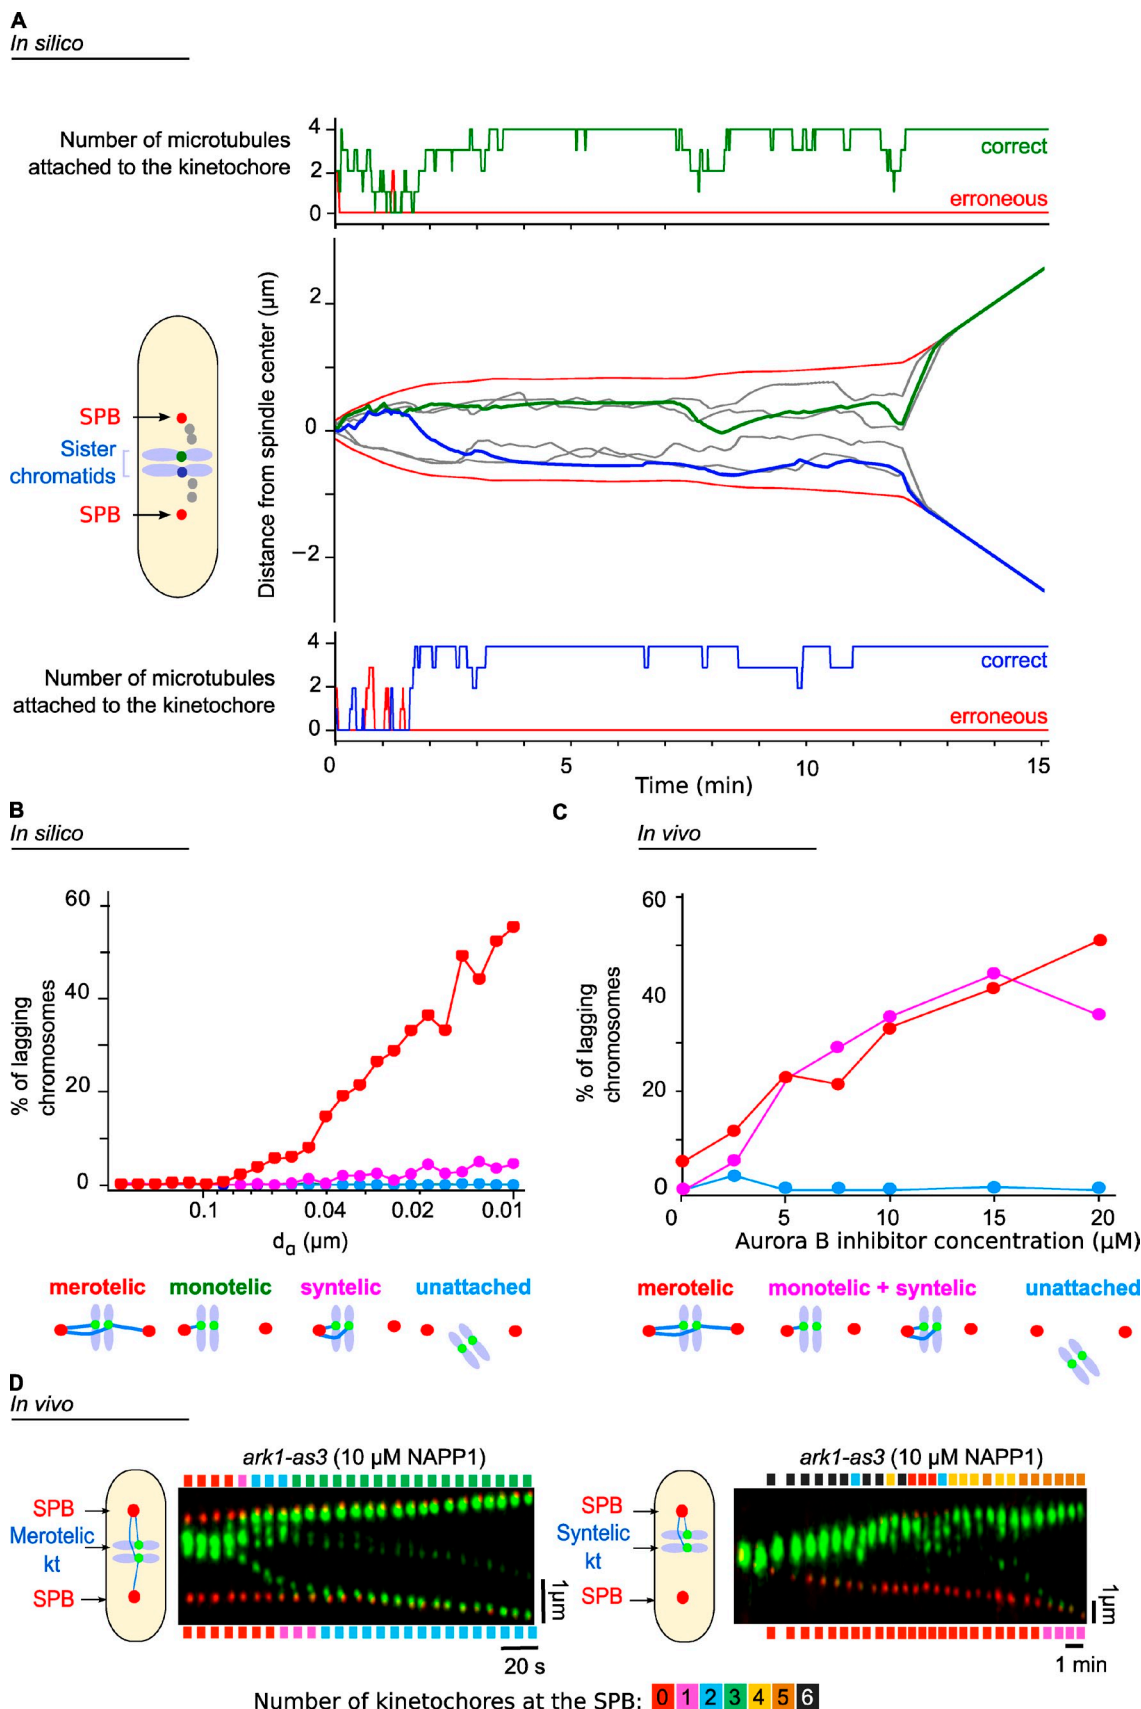 A
In silico
Number of microtubules
attached to the kinetochore
4
2
0
correct
erroneous
Distance from spindle center (µm)
2
0
−2
SPB
Sister
chromatids
SPB
Number of microtubules
attached to the kinetochore
4
2
0
correct
erroneous
0
5
10
15
Time (min)
B
In silico
% of lagging
chromosomes
60
40
20
0
0.1
0.04
0.02
0.01
dα (µm)
merotelic
monotelic
syntelic
unattached
C
In vivo
% of lagging
chromosomes
60
40
20
0
0
5
10
15
20
Aurora B inhibitor concentration (µM)
merotelic
monotelic + syntelic
unattached
D
In vivo
ark1-as3 (10 µM NAPP1)
SPB
Merotelic
kt
SPB
1µm
20 s
ark1-as3 (10 µM NAPP1)
SPB
Syntelic
kt
SPB
1µm
1 min
Number of kinetochores at the SPB: 0 1 2 3 4 5 6